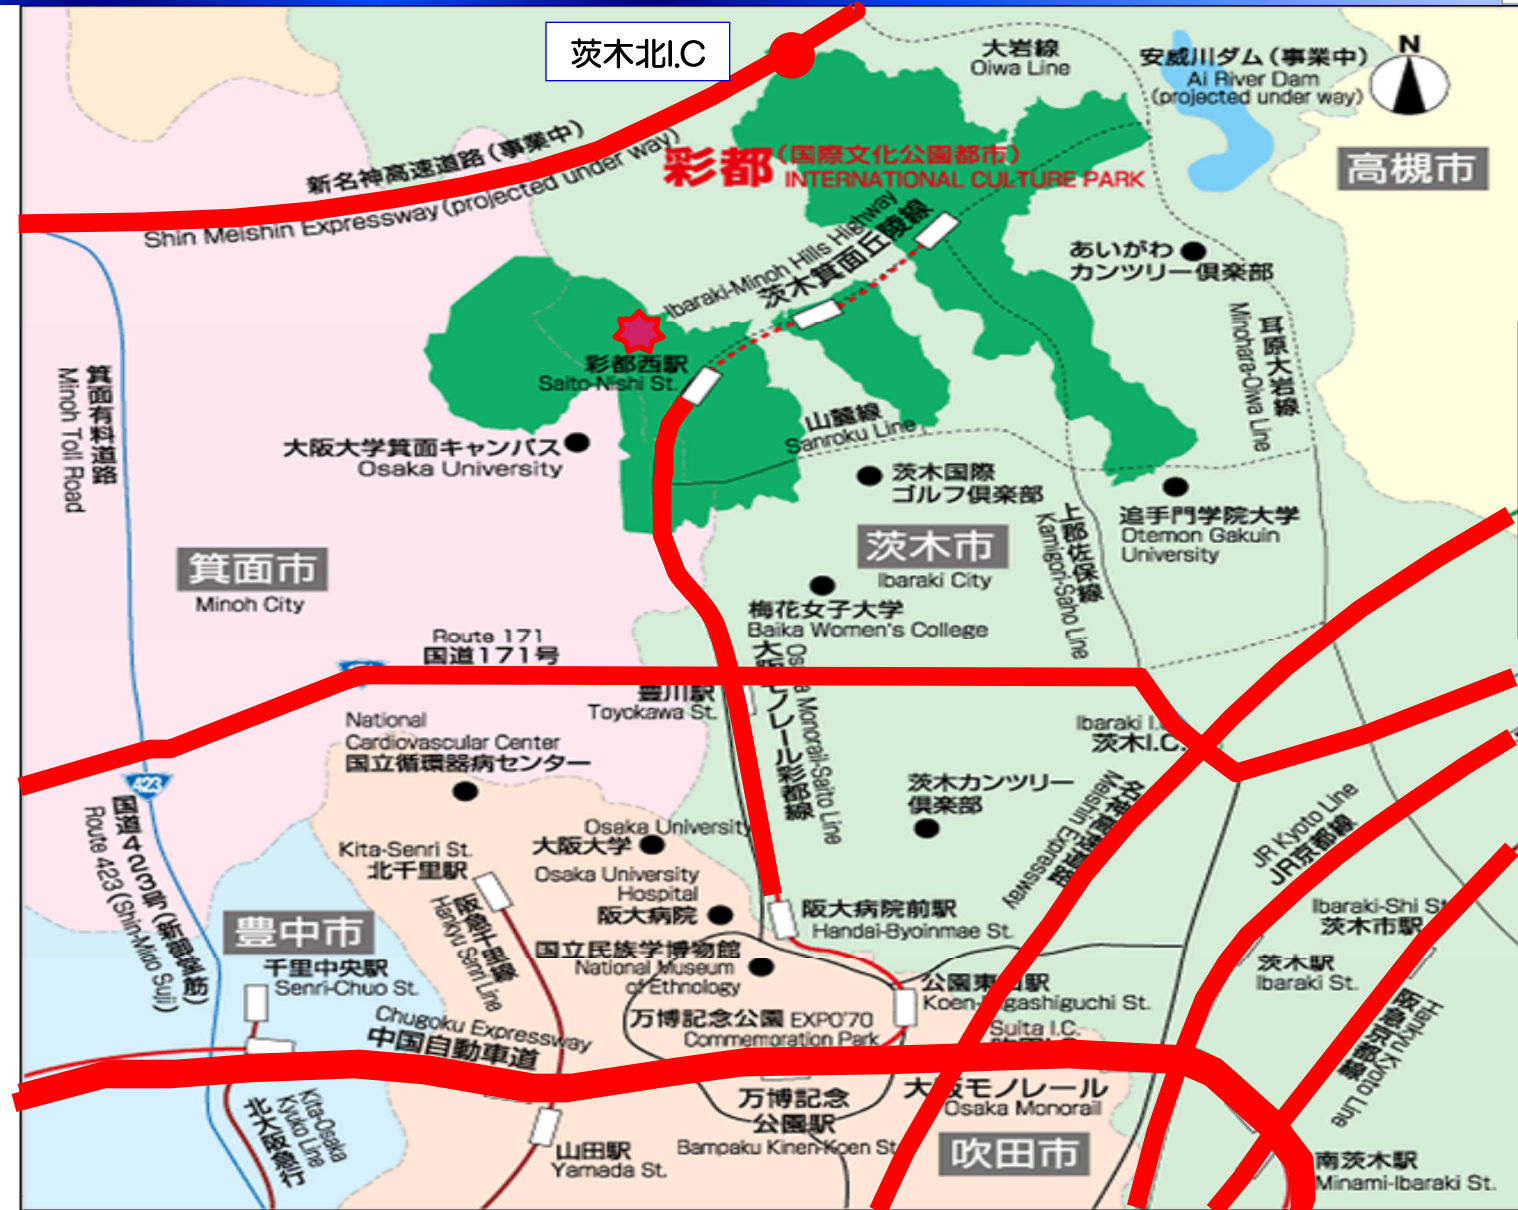 茨木北I.C
大岩線
Oiwa Line
安威川ダム（事業中）
Ai River Dam
(projected under way)
N
高槻市
新名神高速道路（事業中）
Shin Meishin Expressway (projected under way)
彩都（国際文化公園都市）
INTERNATIONAL CULTURE PARK
Ibaraki-Minoh Hills Highway
茨木箕面丘陵線
あいがわ
カンツリー倶楽部
耳原大岩線
Minohara-Oiwa Line
彩都西駅
Saito-Nishi St.
箕面有料道路
Minoh Toll Road
山麓線
Sanroku Line
大阪大学箕面キャンパス
Osaka University
茨木国際
ゴルフ倶楽部
追手門学院大学
Otemon Gakuin
University
上郡佐保線
Kamigori-Saho Line
茨木市
Ibaraki City
箕面市
Minoh City
梅花女子大学
Baika Women's College
Route 171
国道171号
豊川駅
Toyokawa St.
大阪モノレール彩都線
Osaka Monorail-Saito Line
National
Cardiovascular Center
国立循環器病センター
Ibaraki I.C.
茨木I.C.
423
国道423号（新御堂筋）
Route 423 (Shin-Mido Suji)
茨木カンツリー
倶楽部
Meishin Expressway
JR Kyoto Line
JR京都線
Osaka University
大阪大学
Kita-Senri St.
北千里駅
Osaka University
Hospital
阪大病院
阪急千里線
Hankyu Senri Line
阪大病院前駅
Handai-Byoinmae St.
Ibaraki-Shi St.
茨木市駅
豊中市
国立民族学博物館
National Museum
of Ethnology
千里中央駅
Senri-Chuo St.
茨木駅
Ibaraki St.
公園東口駅
Koen-Higashiguchi St.
阪急京都線
Hankyu Kyoto Line
万博記念公園 EXPO'70
Commemoration Park
Chugoku Expressway
中国自動車道
Suita I.C.
大阪モノレール
Osaka Monorail
万博記念
公園駅
Bampaku Kinen-Koen St.
Kita-Osaka
Kyuko Line
北大阪急行
山田駅
Yamada St.
吹田市
南茨木駅
Minami-Ibaraki St.